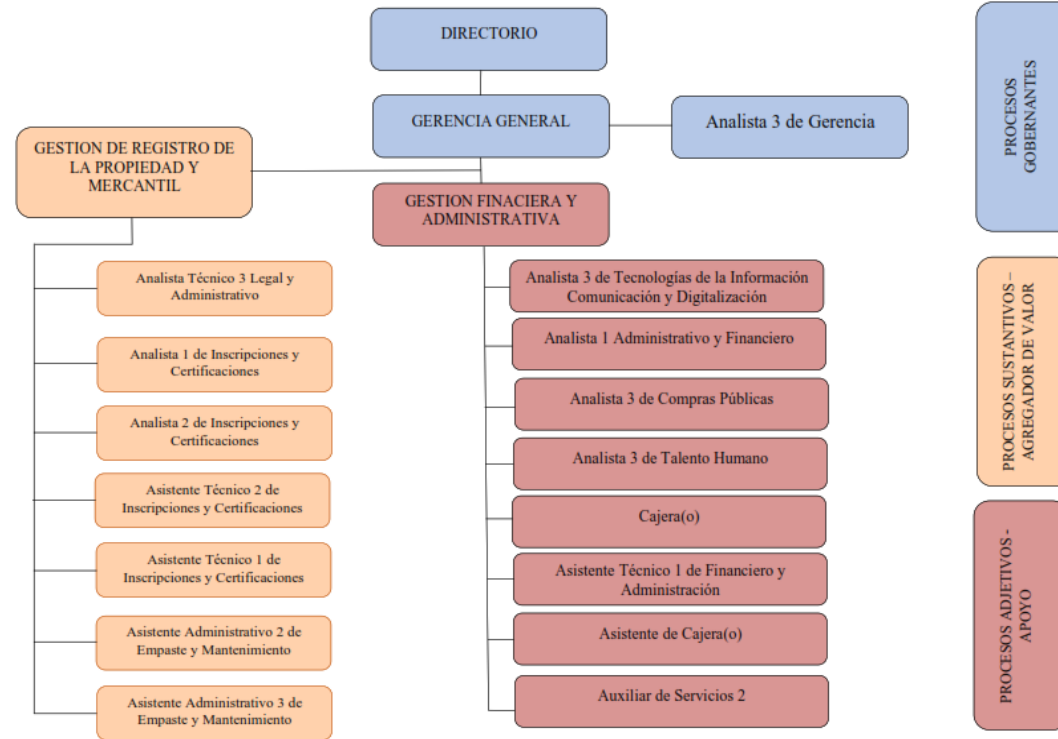 DIRECTORIO
GERENCIA GENERAL
Analista 3 de Gerencia
GESTION DE REGISTRO DE
LA PROPIEDAD Y
MERCANTIL
GESTION FINACIERA Y
ADMINISTRATIVA
Analista Técnico 3 Legal y
Administrativo
Analista 1 de Inscripciones y
Certificaciones
Analista 2 de Inscripciones y
Certificaciones
Asistente Técnico 2 de
Inscripciones y Certificaciones
Asistente Técnico 1 de
Inscripciones y Certificaciones
Asistente Administrativo 2 de
Empaste y Mantenimiento
Asistente Administrativo 3 de
Empaste y Mantenimiento
Analista 3 de Tecnologías de la Información
Comunicación y Digitalización
Analista 1 Administrativo y Financiero
Analista 3 de Compras Públicas
Analista 3 de Talento Humano
Cajera(o)
Asistente Técnico 1 de Financiero y
Administración
Asistente de Cajera(o)
Auxiliar de Servicios 2
PROCESOS
GOBERNANTES
PROCESOS SUSTANTIVOS –
AGREGADOR DE VALOR
PROCESOS ADJETIVOS -
APOYO